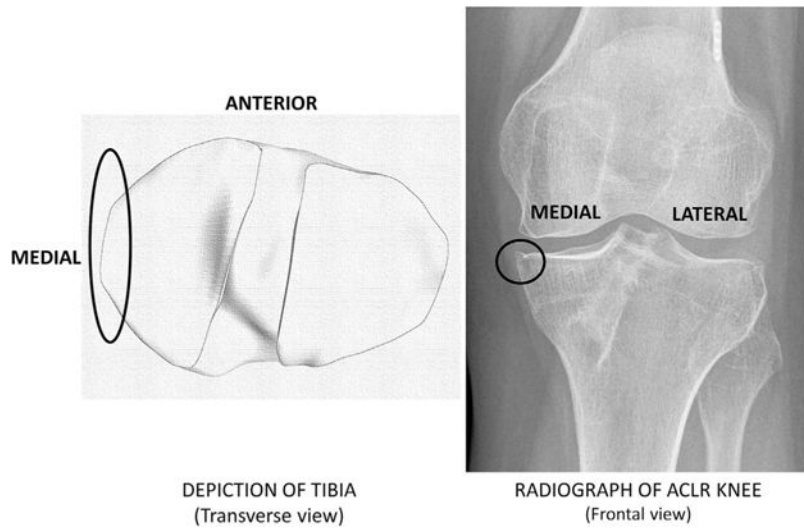 ANTERIOR
MEDIAL
MEDIAL LATERAL
DEPICTION OF TIBIA
(Transverse view)
RADIOGRAPH OF ACLR KNEE
(Frontal view)